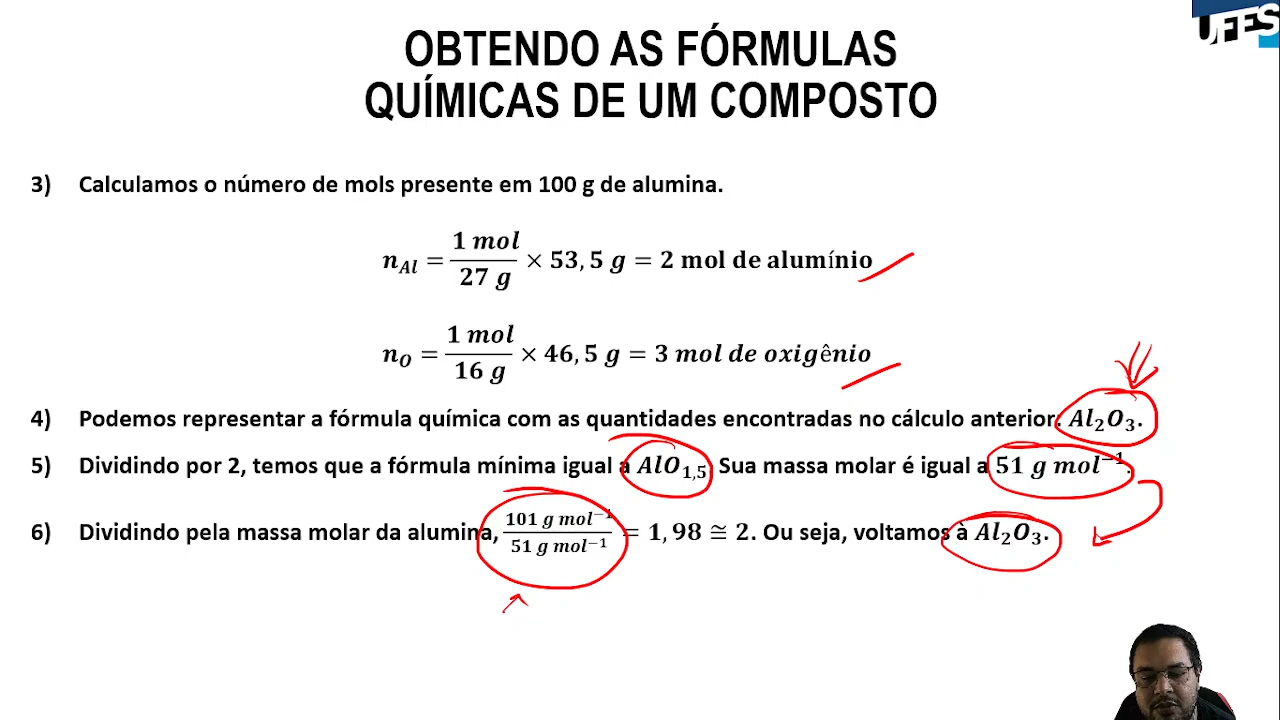 UFES
OBTENDO AS FÓRMULAS
QUÍMICAS DE UM COMPOSTO
3) Calculamos o número de mols presente em 100 g de alumina.
n_Al = 1 mol / 27 g × 53,5 g = 2 mol de alumínio
n_O = 1 mol / 16 g × 46,5 g = 3 mol de oxigênio
4) Podemos representar a fórmula química com as quantidades encontradas no cálculo anterior: Al₂O₃.
5) Dividindo por 2, temos que a fórmula mínima igual a AlO₁,₅. Sua massa molar é igual a 51 g mol⁻¹.
6) Dividindo pela massa molar da alumina, 101 g mol⁻¹ / 51 g mol⁻¹ = 1,98 ≅ 2. Ou seja, voltamos à Al₂O₃.